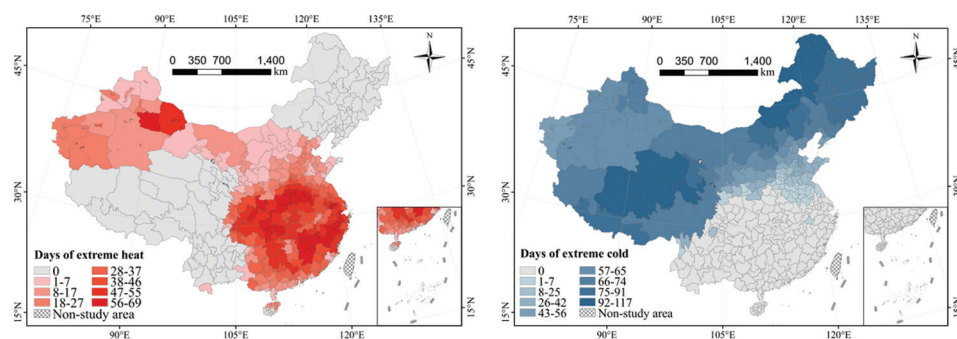 75°E 90°E 105°E 120°E 135°E
N
0 350 700 1,400
km
45°N
30°N
15°N
45°N
30°N
15°N
Days of extreme heat
0 28-37
1-7 38-46
8-17 47-55
18-27 56-69
Non-study area
90°E 105°E 120°E
75°E 90°E 105°E 120°E 135°E
N
0 350 700 1,400
km
45°N
30°N
15°N
45°N
30°N
15°N
Days of extreme cold
0 57-65
1-7 66-74
8-25 75-91
26-42 92-117
43-56 Non-study area
90°E 105°E 120°E